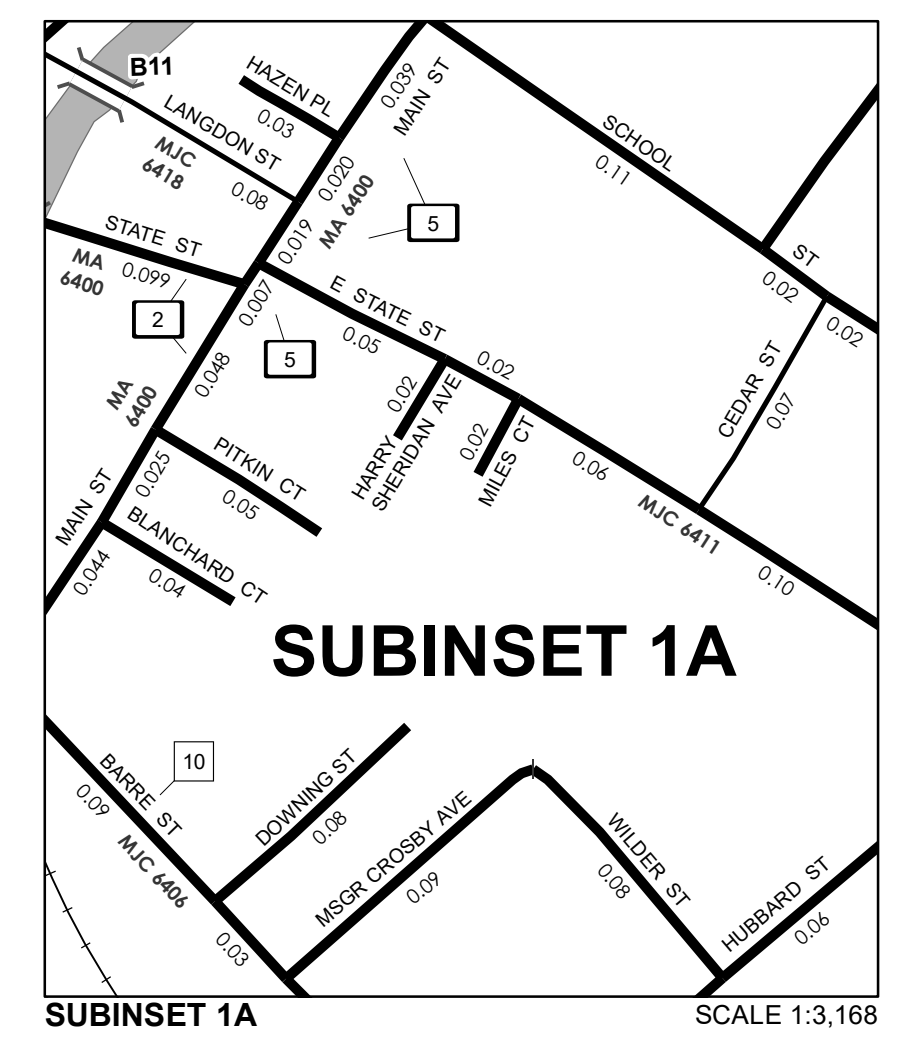 B11
HAZEN PL
0.03
LANGDON ST
MJC
6418
0.08
0.039
MAIN ST
0.020
MA 6400
0.019
5
SCHOOL
0.11
ST
0.02
0.02
STATE ST
MA
6400
0.099
2
0.007
5
E STATE ST
0.05
0.02
0.048
MA
6400
HARRY
SHERIDAN AVE
0.02
0.02
MILES CT
0.06
CEDAR ST
0.07
MJC 6411
0.10
PITKIN CT
0.05
0.025
MAIN ST
BLANCHARD CT
0.04
0.044
SUBINSET 1A
10
BARRE ST
0.09
MJC 6406
0.03
DOWNING ST
0.08
MSGR CROSBY AVE
0.09
WILDER ST
0.08
HUBBARD ST
0.06
SUBINSET 1A
SCALE 1:3,168